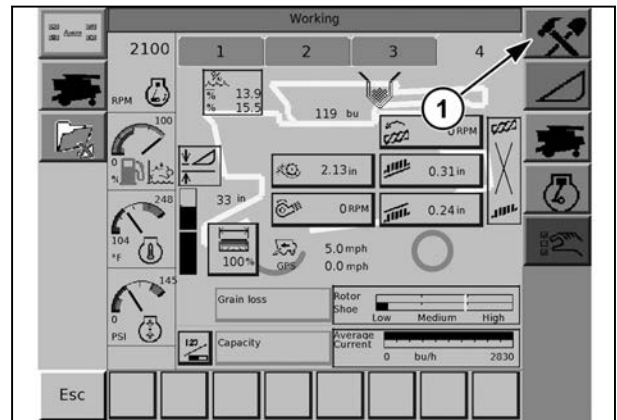 Working
2100
1
2
3
4
RPM
%
% 13.9
% 15.5
119 bu
1
0 RPM
100
0
%
2.13 in
0.31 in
33 in
0 RPM
0.24 in
248
104
°F
100%
GPS
5.0 mph
0.0 mph
145
0
PSI
Grain loss
Rotor
Shoe
Low Medium High
123
Capacity
Average
Current
0 bu/h 2830
Esc